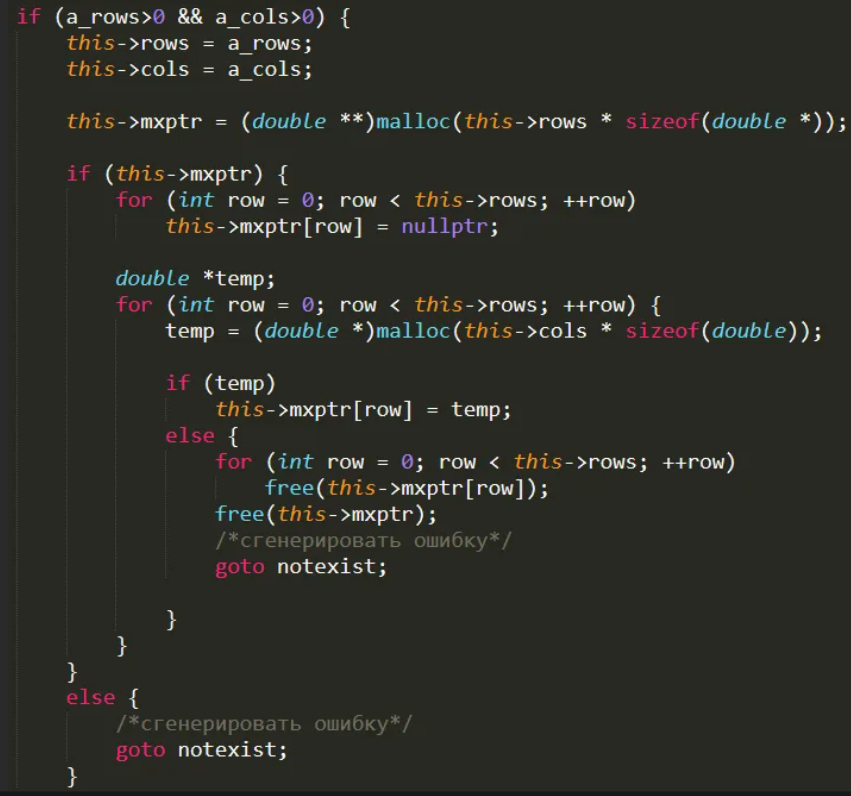 if (a_rows>0 && a_cols>0) {
this->rows = a_rows;
this->cols = a_cols;
this->mxptr = (double **)malloc(this->rows * sizeof(double *));
if (this->mxptr) {
for (int row = 0; row < this->rows; ++row)
this->mxptr[row] = nullptr;
double *temp;
for (int row = 0; row < this->rows; ++row) {
temp = (double *)malloc(this->cols * sizeof(double));
if (temp)
this->mxptr[row] = temp;
else {
for (int row = 0; row < this->rows; ++row)
free(this->mxptr[row]);
free(this->mxptr);
/*сгенерировать ошибку*/
goto notexist;
}
}
}
else {
/*сгенерировать ошибку*/
goto notexist;
}